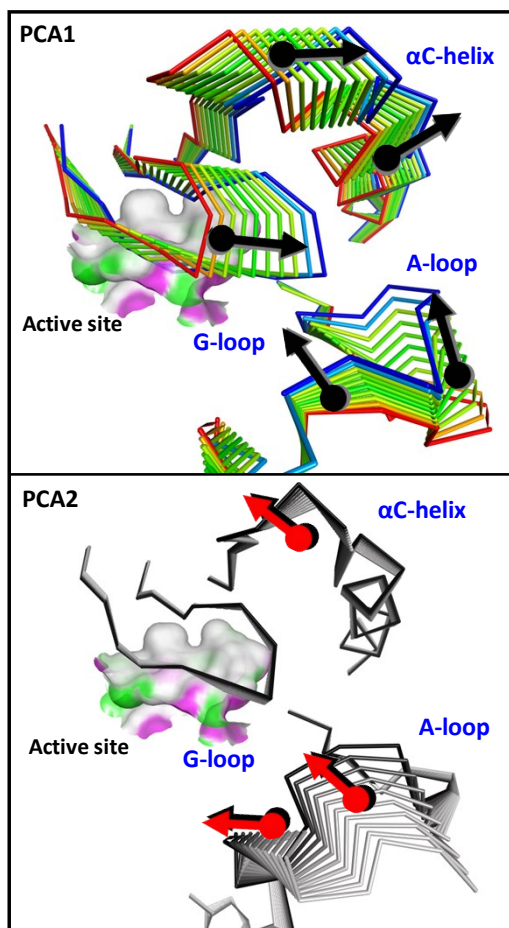 PCA1
αC-helix
A-loop
Active site
G-loop
PCA2
αC-helix
A-loop
Active site
G-loop